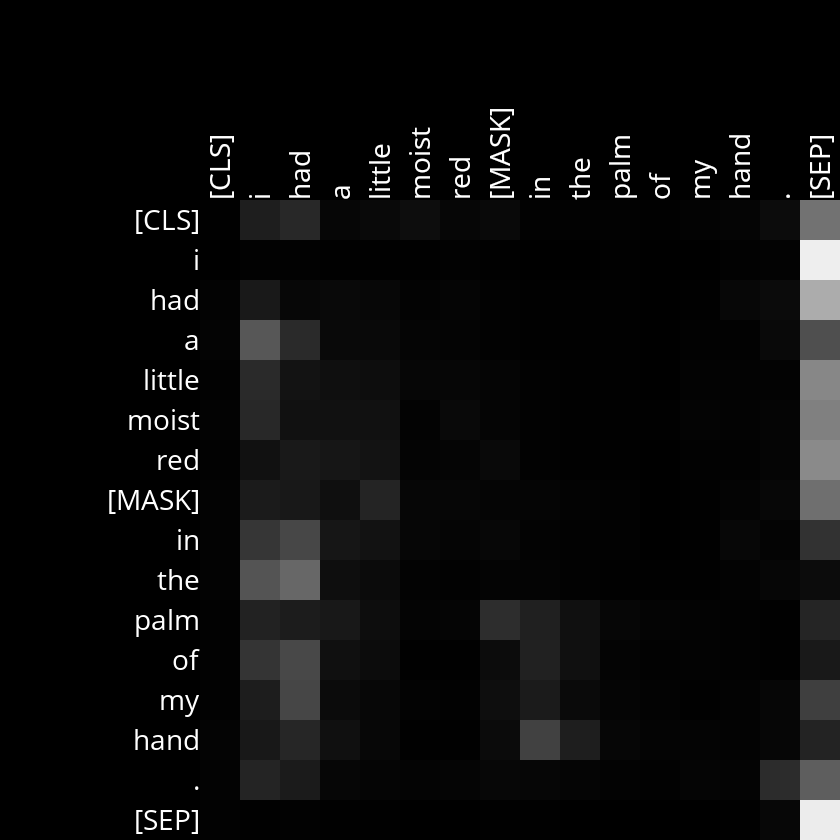 [CLS] i had a little moist red [MASK] in the palm of my hand . [SEP]
[CLS]
i
had
a
little
moist
red
[MASK]
in
the
palm
of
my
hand
.
[SEP]